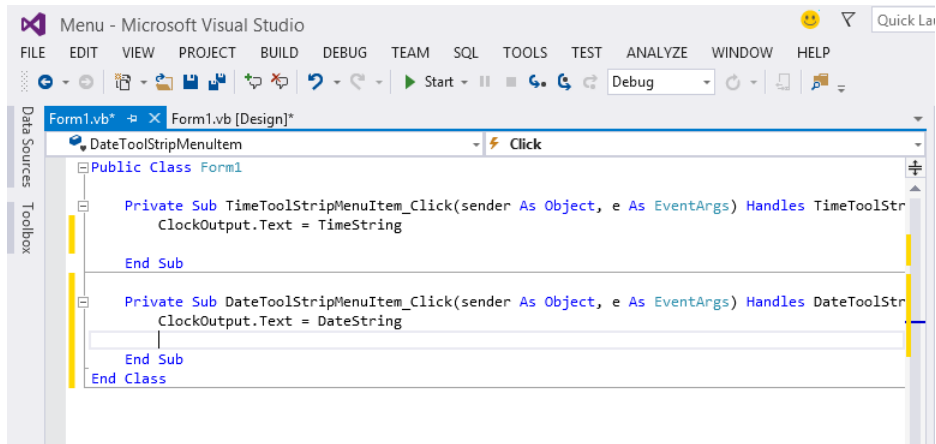 Menu - Microsoft Visual Studio
Quick Lau
FILE EDIT VIEW PROJECT BUILD DEBUG TEAM SQL TOOLS TEST ANALYZE WINDOW HELP
Start Debug
Data Sources
Toolbox
Form1.vb* Form1.vb [Design]*
DateToolStripMenuItem Click
Public Class Form1
Private Sub TimeToolStripMenuItem_Click(sender As Object, e As EventArgs) Handles TimeToolStr
ClockOutput.Text = TimeString
End Sub
Private Sub DateToolStripMenuItem_Click(sender As Object, e As EventArgs) Handles DateToolStr
ClockOutput.Text = DateString
End Sub
End Class